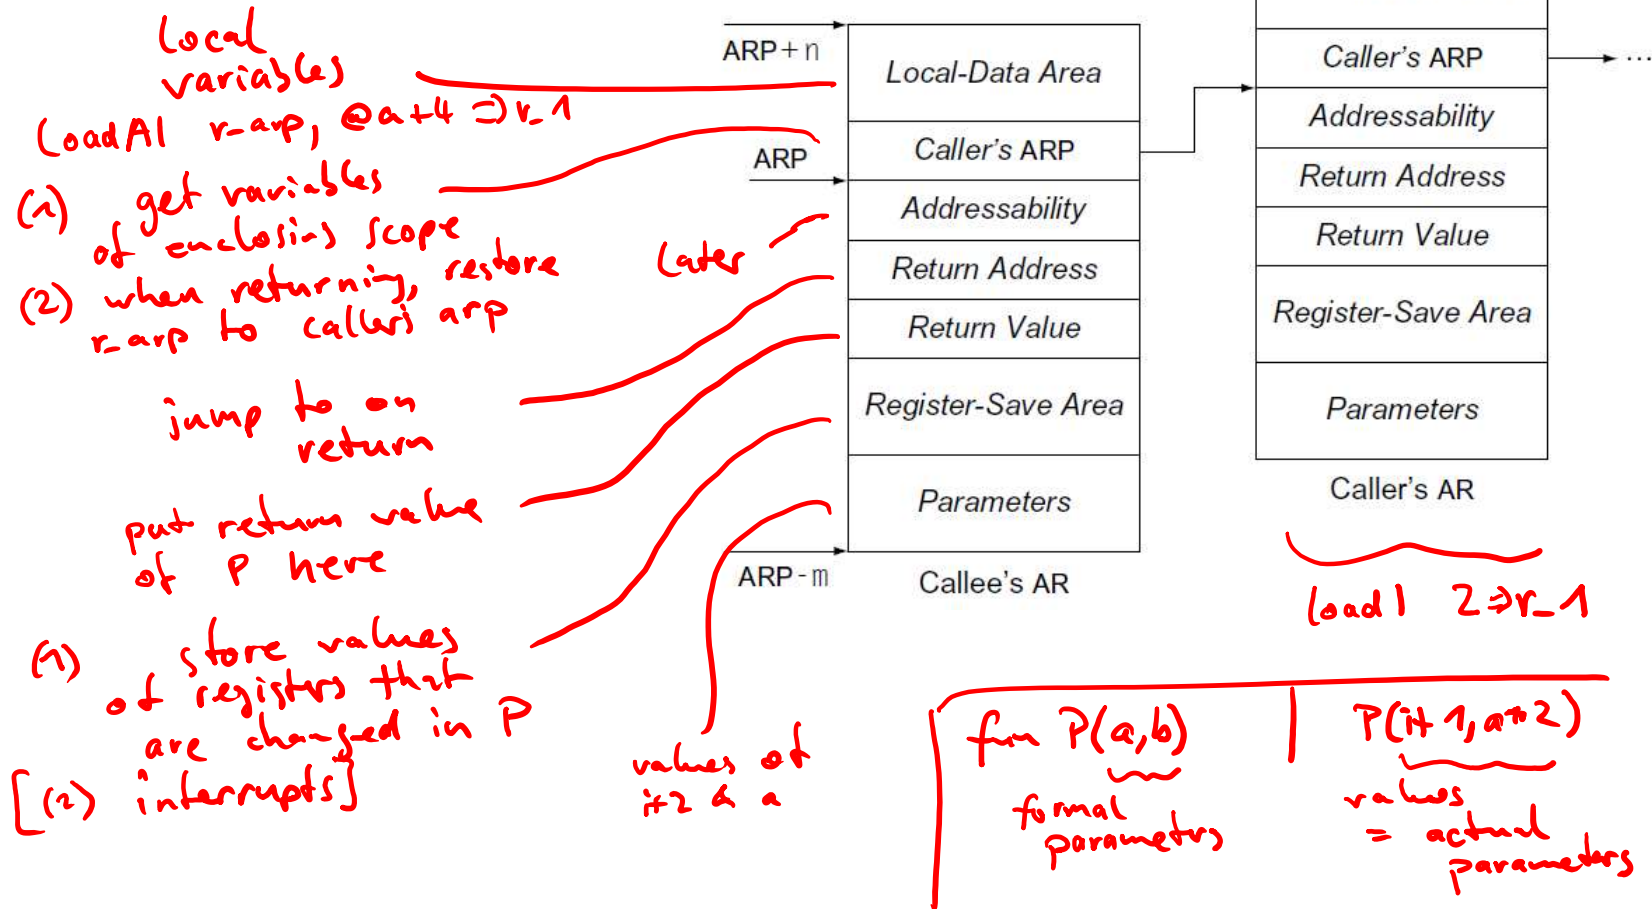 local
variables
loadAI r_arp, @a+4 => r_1
(1) get variables
of enclosing scope
(2) when returning, restore
r_arp to caller's arp
later
jump to on
return
put return value
of P here
(1) store values
of registers that
are changed in P
[(2) interrupts]
values of
i+2 & a
ARP+n
ARP
ARP-m
Local-Data Area
Caller's ARP
Addressability
Return Address
Return Value
Register-Save Area
Parameters
Callee's AR
Caller's ARP
...
Addressability
Return Address
Return Value
Register-Save Area
Parameters
Caller's AR
loadI 2 => r_1
fun P(a,b)
formal
parameters
P(i+1, a*2)
values
= actual
parameters